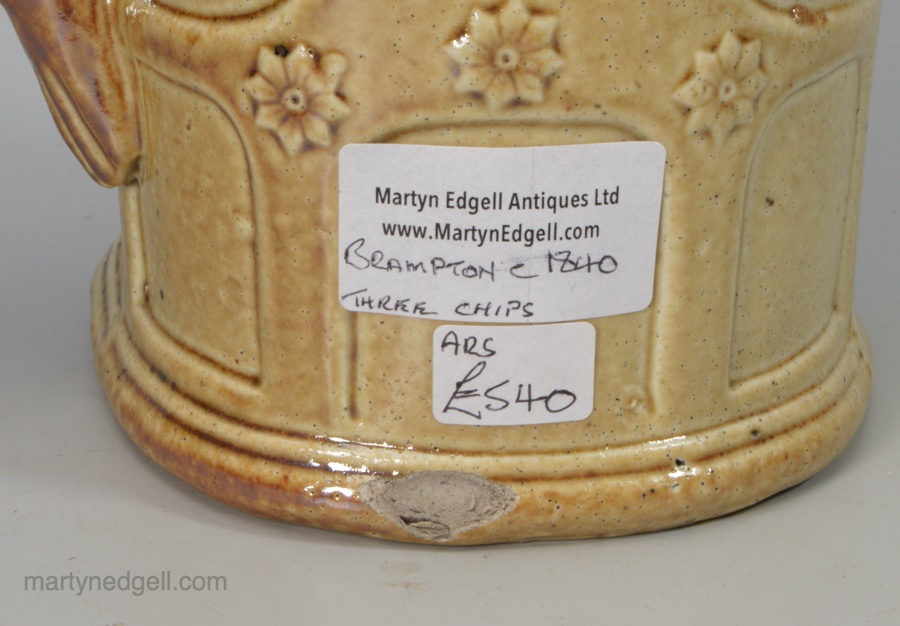 Martyn Edgell Antiques Ltd
www.MartynEdgell.com
BRAMPTON C 1840
THREE CHIPS
ARS
£540
martynedgell.com